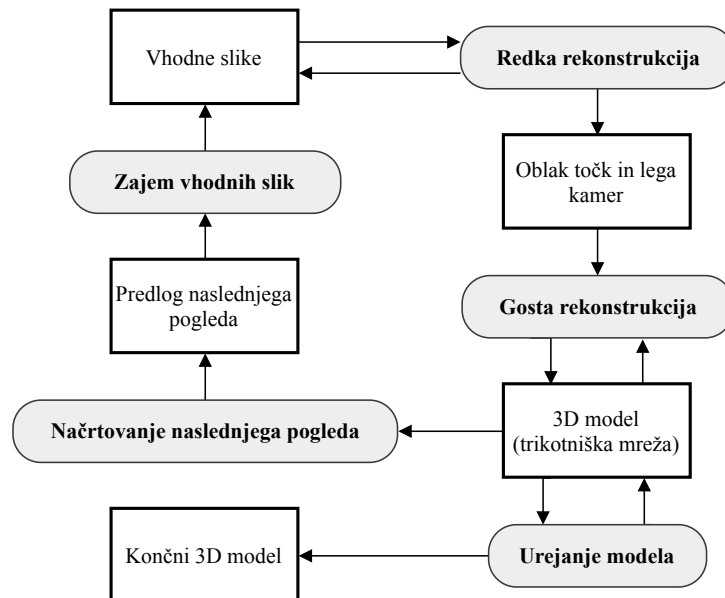 Vhodne slike
Redka rekonstrukcija
Zajem vhodnih slik
Oblak točk in lega
kamer
Predlog naslednjega
pogleda
Gosta rekonstrukcija
Načrtovanje naslednjega pogleda
3D model
(trikotniška mreža)
Končni 3D model
Urejanje modela